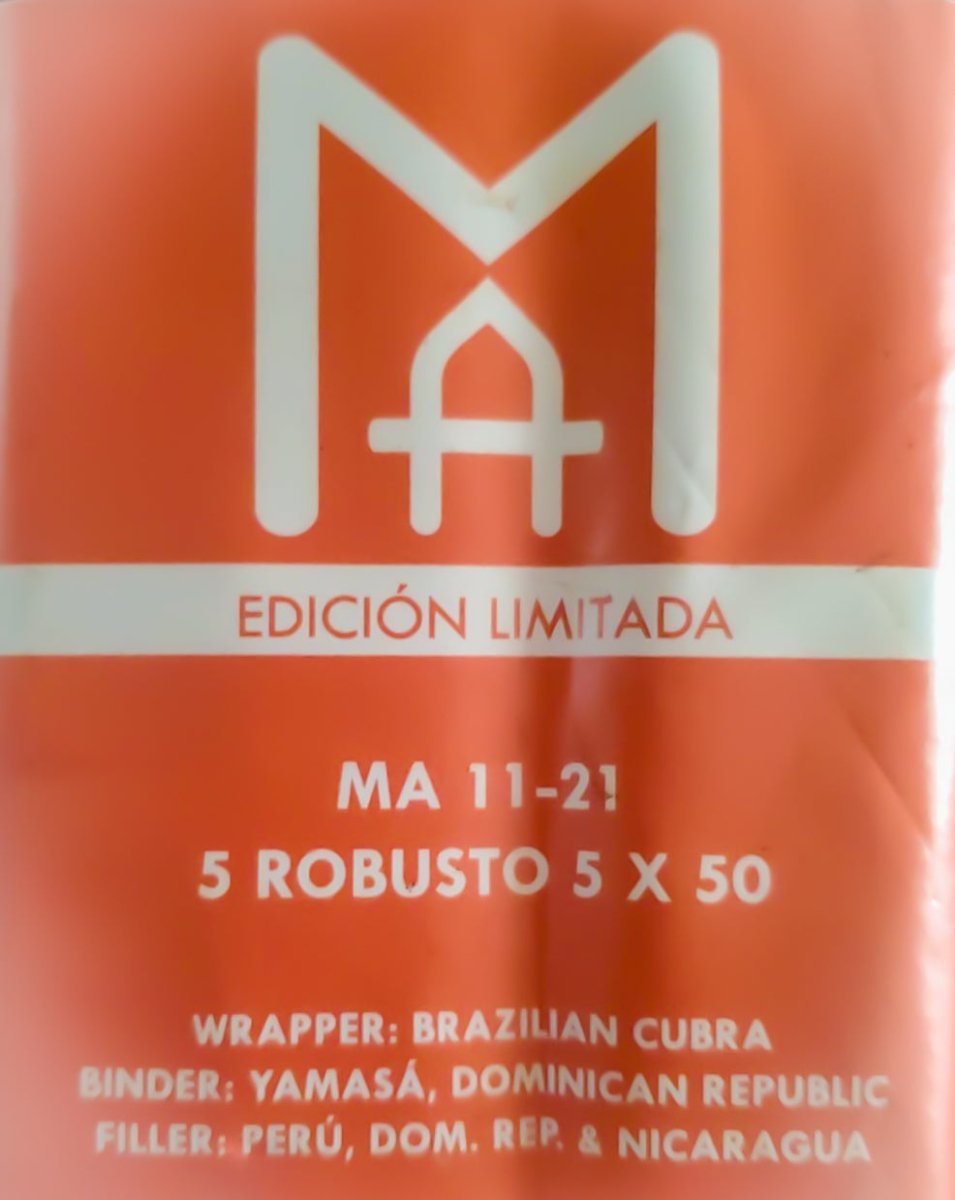 MA
EDICIÓN LIMITADA
MA 11-21
5 ROBUSTO 5 X 50
WRAPPER: BRAZILIAN CUBRA
BINDER: YAMASÁ, DOMINICAN REPUBLIC
FILLER: PERÚ, DOM. REP. & NICARAGUA